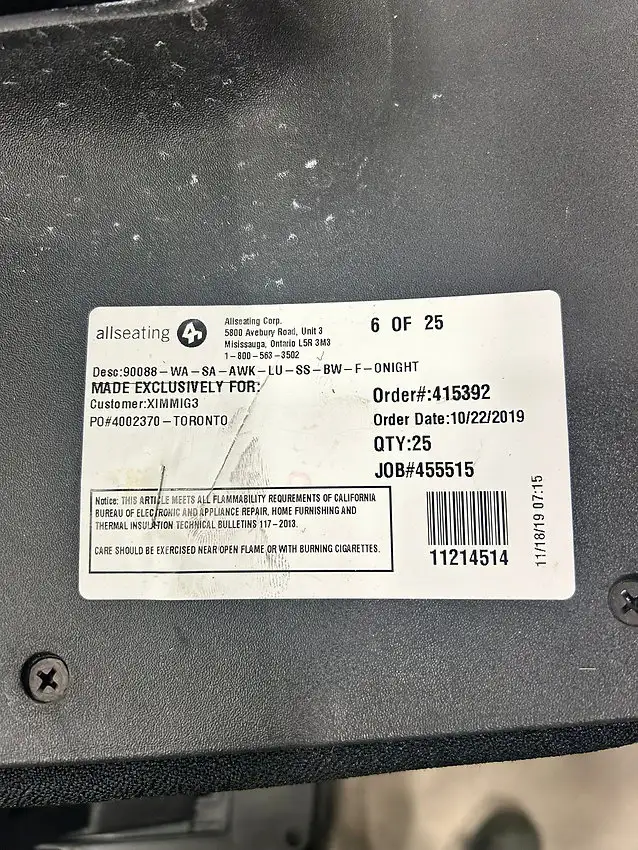 allseating
Allseating Corp.
5800 Avebury Road, Unit 3
Misissauga, Ontario L5R 3M3
1-800-563-3502
6 OF 25
Desc:90088-WA-SA-AWK-LU-SS-BW-F-ONIGHT
MADE EXCLUSIVELY FOR:
Customer:XIMMIG3
PO#4002370-TORONTO
Order#:415392
Order Date:10/22/2019
QTY:25
JOB#455515
Notice: THIS ARTICLE MEETS ALL FLAMMABILITY REQUIREMENTS OF CALIFORNIA
BUREAU OF ELECTRONIC AND APPLIANCE REPAIR, HOME FURNISHING AND
THERMAL INSULATION TECHNICAL BULLETINS 117-2013.
CARE SHOULD BE EXERCISED NEAR OPEN FLAME OR WITH BURNING CIGARETTES.
11214514
11/18/19 07:15